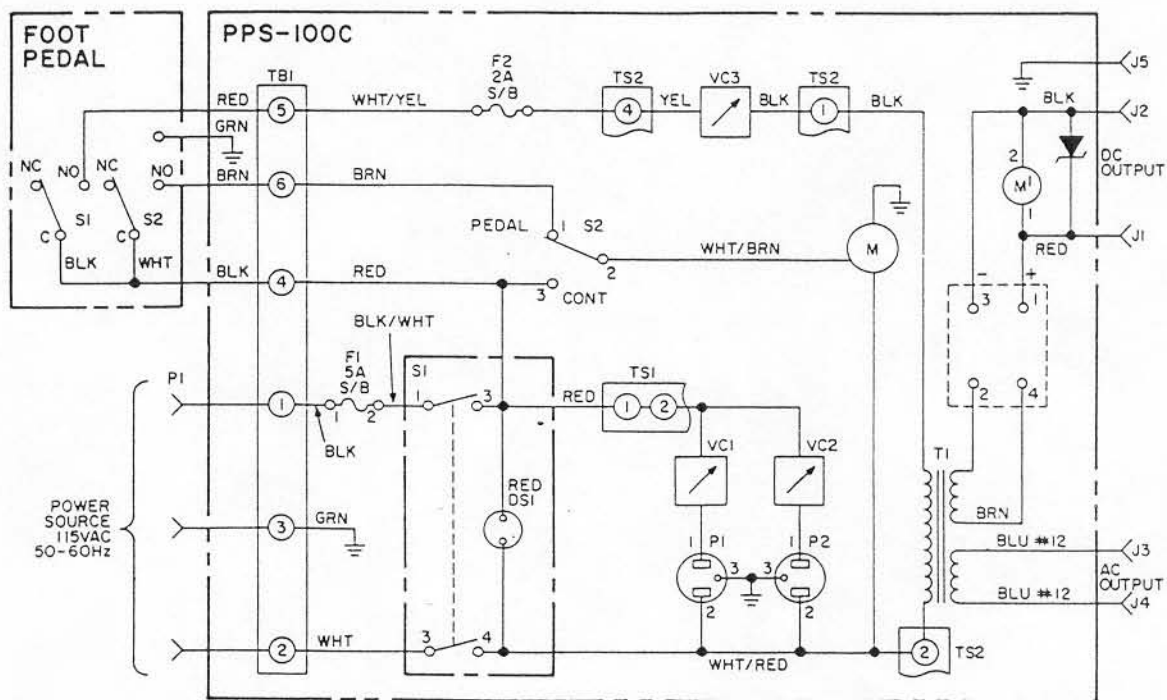 FOOT
PEDAL
PPS-100C
TB1
F2
2A
S/B
TS2
VC3
TS2
J5
RED
5
WHT/YEL
4
YEL
BLK
1
BLK
BLK
J2
GRN
NC
NO
NC
NO
BRN
6
BRN
2
M1
1
DC
OUTPUT
S1
S2
PEDAL
1
S2
2
WHT/BRN
M
RED
J1
C
C
BLK
WHT
BLK
4
RED
3
CONT
-
+
3
1
BLK/WHT
P1
F1
5A
S/B
S1
TS1
2
4
1
1
2
1
3
RED
1
2
BLK
VC1
VC2
T1
RED
DS1
POWER
SOURCE
115VAC
50-60Hz
3
GRN
BRN
1
P1
1
P2
BLU #12
J3
3
3
AC
OUTPUT
2
2
BLU #12
J4
2
WHT
3
4
WHT/RED
2
TS2